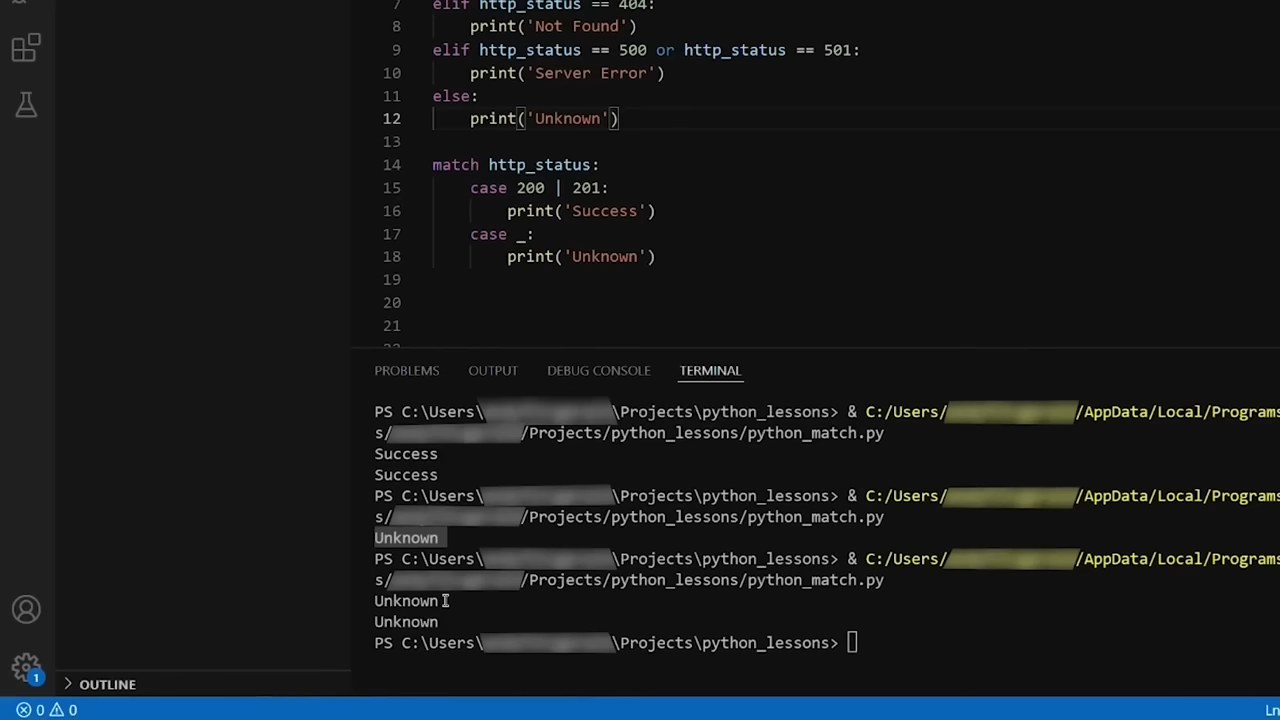 7 elif http_status == 404:
8 print('Not Found')
9 elif http_status == 500 or http_status == 501:
10 print('Server Error')
11 else:
12 print('Unknown')
13
14 match http_status:
15 case 200 | 201:
16 print('Success')
17 case _:
18 print('Unknown')
19
20
21
PROBLEMS OUTPUT DEBUG CONSOLE TERMINAL
PS C:\Users\ \Projects\python_lessons> & C:/Users/ /AppData/Local/Programs
s/ /Projects/python_lessons/python_match.py
Success
Success
PS C:\Users\ \Projects\python_lessons> & C:/Users/ /AppData/Local/Programs
s/ /Projects/python_lessons/python_match.py
Unknown
PS C:\Users\ \Projects\python_lessons> & C:/Users/ /AppData/Local/Programs
s/ /Projects/python_lessons/python_match.py
Unknown
Unknown
PS C:\Users\ \Projects\python_lessons>
1
OUTLINE
0 0
Ln